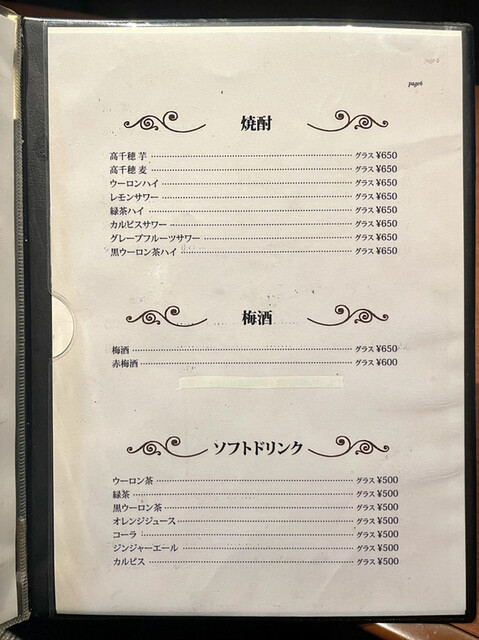 page6
焼酎
高千穂 芋 グラス ¥650
高千穂 麦 グラス ¥650
ウーロンハイ グラス ¥650
レモンサワー グラス ¥650
緑茶ハイ グラス ¥650
カルピスサワー グラス ¥650
グレープフルーツサワー グラス ¥650
黒ウーロン茶ハイ グラス ¥650
梅酒
梅酒 グラス ¥650
赤梅酒 グラス ¥600
ソフトドリンク
ウーロン茶 グラス ¥500
緑茶 グラス ¥500
黒ウーロン茶 グラス ¥500
オレンジジュース グラス ¥500
コーラ グラス ¥500
ジンジャーエール グラス ¥500
カルピス グラス ¥500